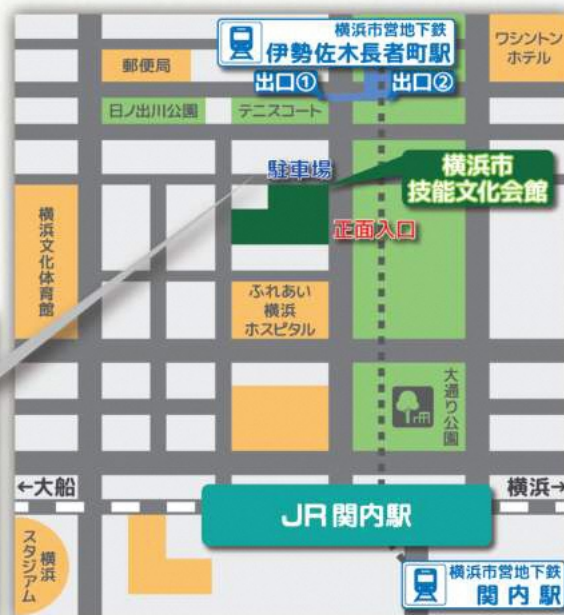 横浜市営地下鉄
伊勢佐木長者町駅
出口①
出口②
ワシントン
ホテル
郵便局
日ノ出川公園
テニスコート
駐車場
横浜市
技能文化会館
正面入口
横浜文化体育館
ふれあい
横浜
ホスピタル
大通り公園
←大船
横浜→
JR関内駅
横浜
スタジアム
横浜市営地下鉄
関内駅